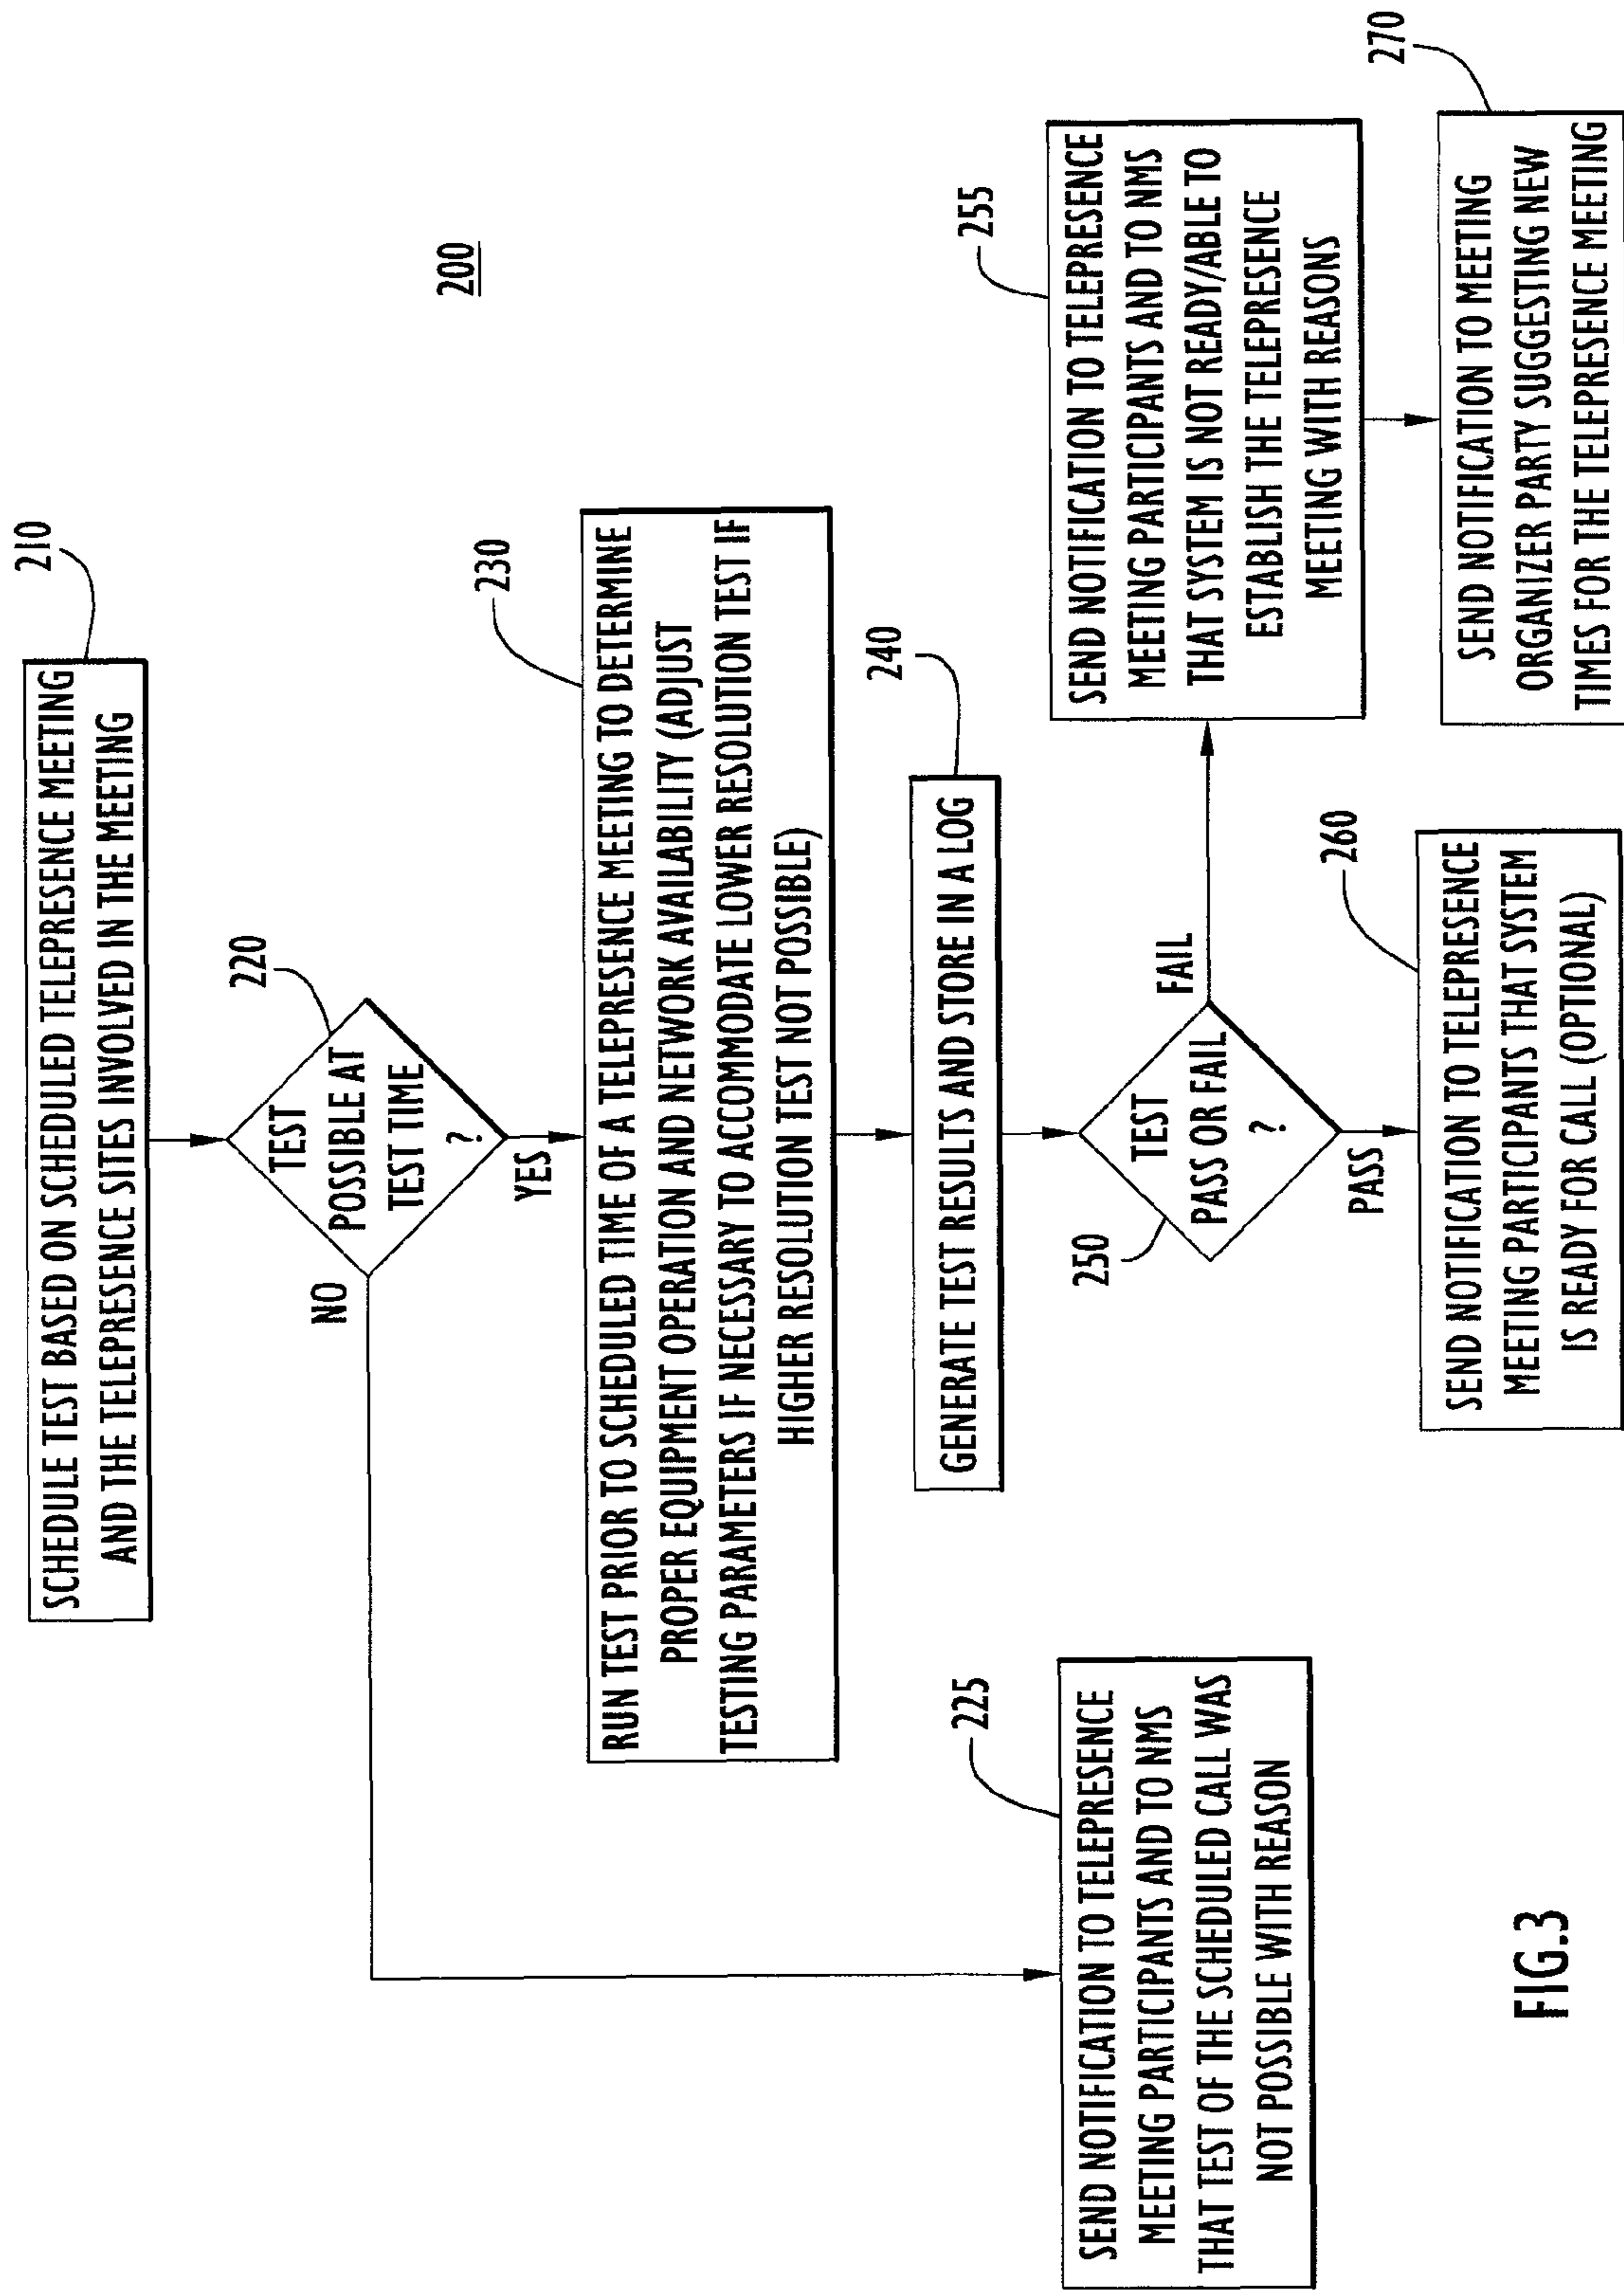 200
210
SCHEDULE TEST BASED ON SCHEDULED TELEPRESENCE MEETING
AND THE TELEPRESENCE SITES INVOLVED IN THE MEETING
220
TEST
POSSIBLE AT
TEST TIME
?
NO
YES
230
RUN TEST PRIOR TO SCHEDULED TIME OF A TELEPRESENCE MEETING TO DETERMINE
PROPER EQUIPMENT OPERATION AND NETWORK AVAILABILITY (ADJUST
TESTING PARAMETERS IF NECESSARY TO ACCOMMODATE LOWER RESOLUTION TEST IF
HIGHER RESOLUTION TEST NOT POSSIBLE)
240
GENERATE TEST RESULTS AND STORE IN A LOG
225
SEND NOTIFICATION TO TELEPRESENCE
MEETING PARTICIPANTS AND TO NMS
THAT TEST OF THE SCHEDULED CALL WAS
NOT POSSIBLE WITH REASON
250
TEST
PASS OR FAIL
?
FAIL
PASS
255
SEND NOTIFICATION TO TELEPRESENCE
MEETING PARTICIPANTS AND TO NMS
THAT SYSTEM IS NOT READY/ABLE TO
ESTABLISH THE TELEPRESENCE
MEETING WITH REASONS
260
SEND NOTIFICATION TO TELEPRESENCE
MEETING PARTICIPANTS THAT SYSTEM
IS READY FOR CALL (OPTIONAL)
270
SEND NOTIFICATION TO MEETING
ORGANIZER PARTY SUGGESTING NEW
TIMES FOR THE TELEPRESENCE MEETING
FIG.3